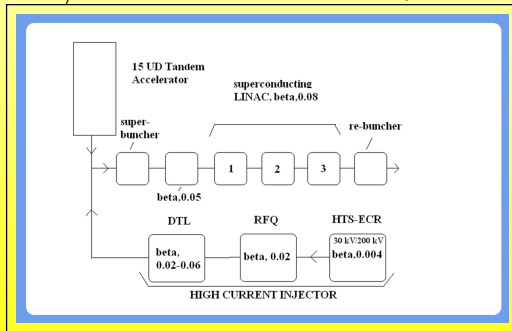 15 UD Tandem
Accelerator
superconducting
LINAC, beta,0.08
super-
buncher
re-buncher
1
2
3
beta,0.05
DTL
RFQ
HTS-ECR
beta,
0.02-0.06
beta, 0.02
30 kV/200 kV
beta,0.004
HIGH CURRENT INJECTOR